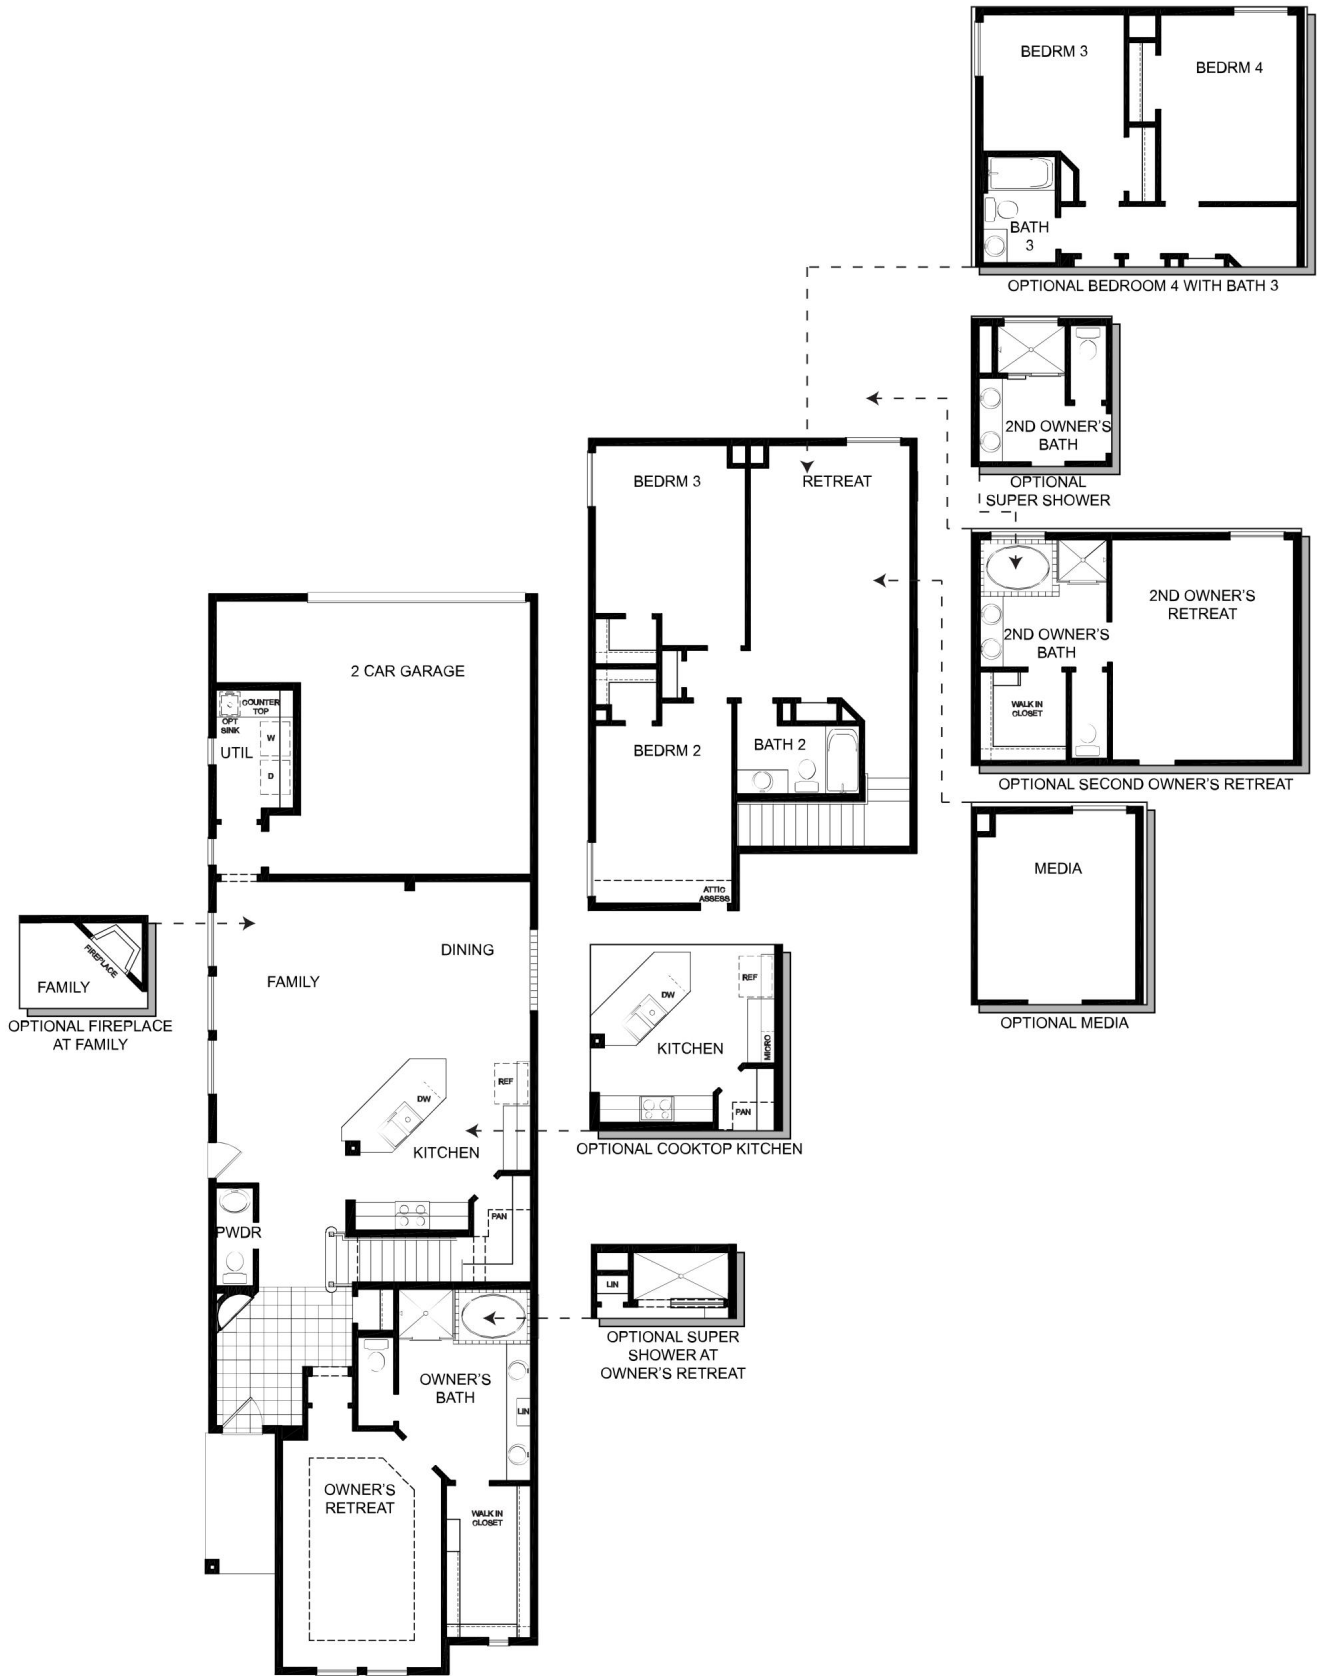 BEDRM 3
BEDRM 4
BATH
3
OPTIONAL BEDROOM 4 WITH BATH 3
2ND OWNER'S
BATH
OPTIONAL
SUPER SHOWER
BEDRM 3
RETREAT
2ND OWNER'S
RETREAT
2ND OWNER'S
BATH
WALK IN
CLOSET
OPTIONAL SECOND OWNER'S RETREAT
BEDRM 2
BATH 2
ATTIC
ASSESS
MEDIA
OPTIONAL MEDIA
2 CAR GARAGE
COUNTER
TOP
OPT
SINK
UTIL
W
D
FIREPLACE
FAMILY
OPTIONAL FIREPLACE
AT FAMILY
DINING
FAMILY
REF
DW
KITCHEN
PAN
PWDR
REF
DW
KITCHEN
MICRO
PAN
OPTIONAL COOKTOP KITCHEN
LIN
OPTIONAL SUPER
SHOWER AT
OWNER'S RETREAT
OWNER'S
BATH
LIN
OWNER'S
RETREAT
WALK IN
CLOSET